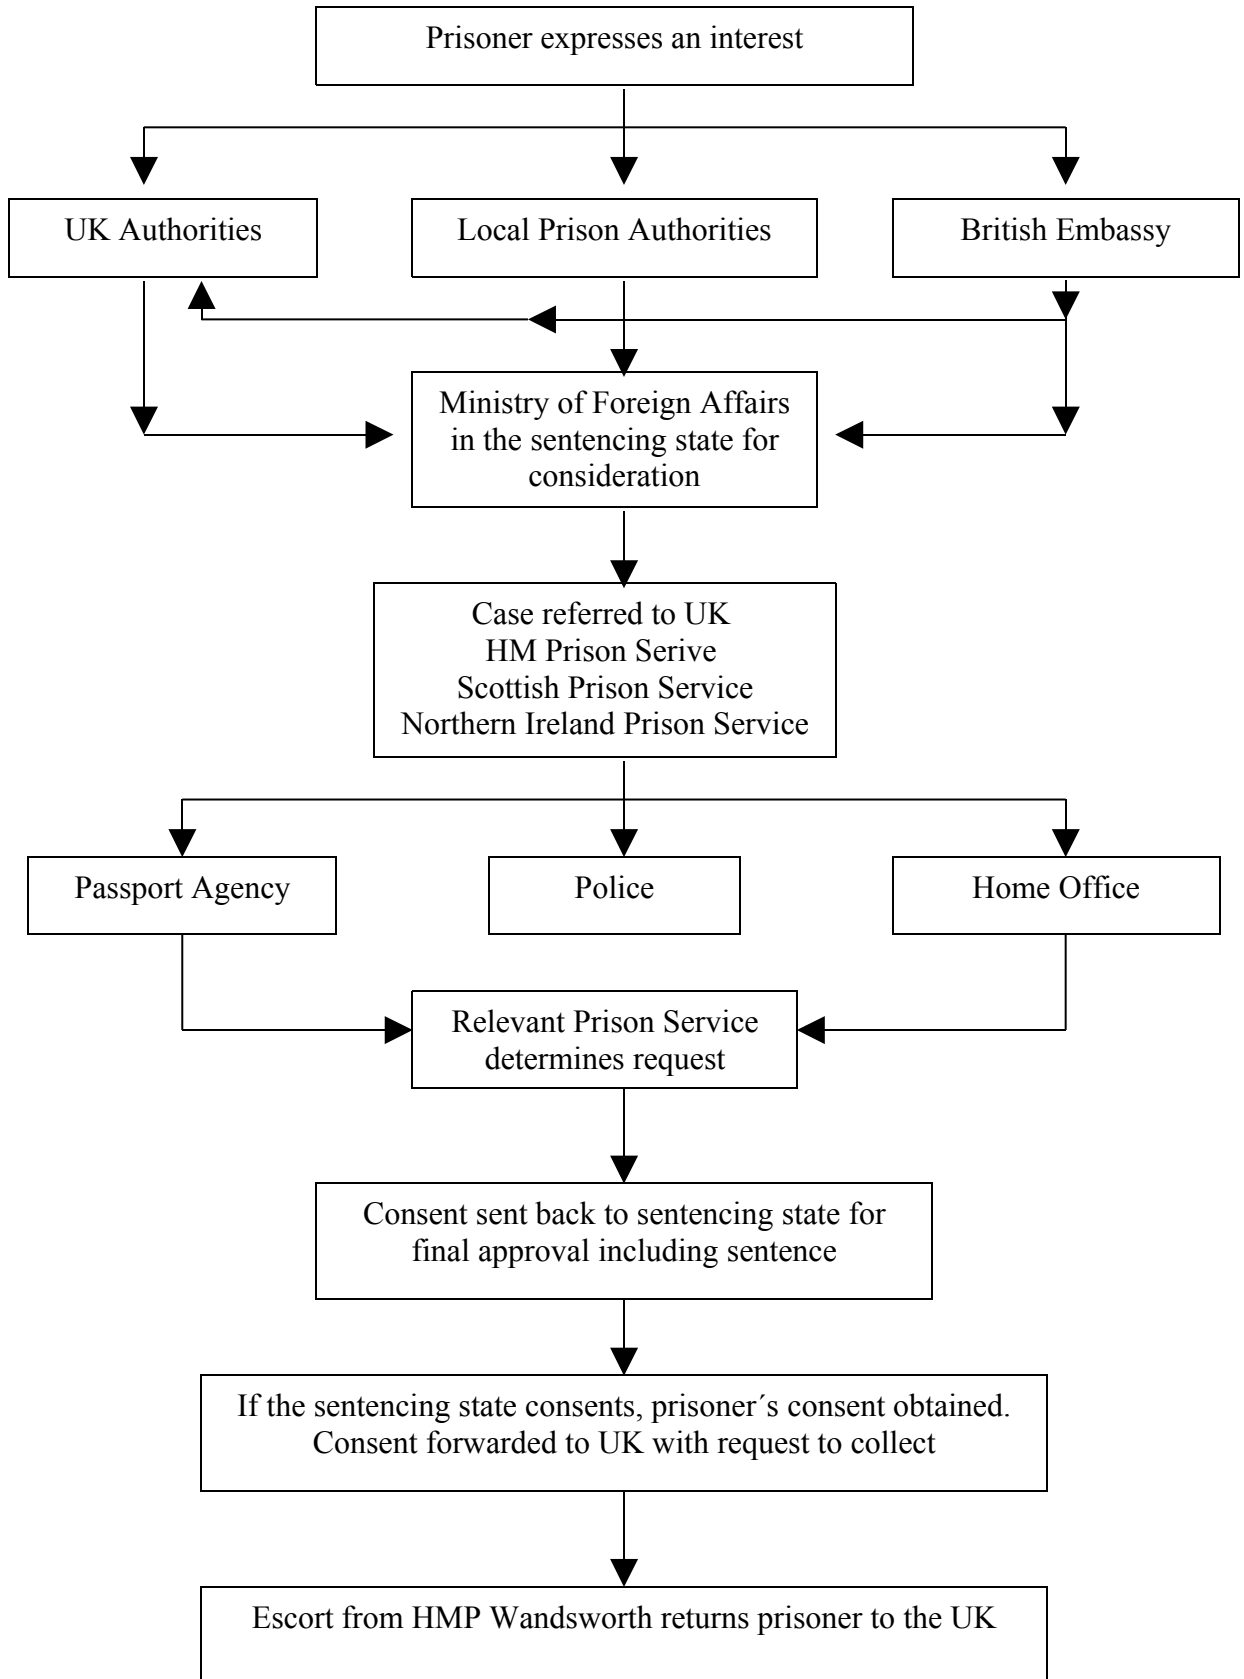 Prisoner expresses an interest
UK Authorities
Local Prison Authorities
British Embassy
Ministry of Foreign Affairs
in the sentencing state for
consideration
Case referred to UK
HM Prison Serive
Scottish Prison Service
Northern Ireland Prison Service
Passport Agency
Police
Home Office
Relevant Prison Service
determines request
Consent sent back to sentencing state for
final approval including sentence
If the sentencing state consents, prisoner´s consent obtained.
Consent forwarded to UK with request to collect
Escort from HMP Wandsworth returns prisoner to the UK